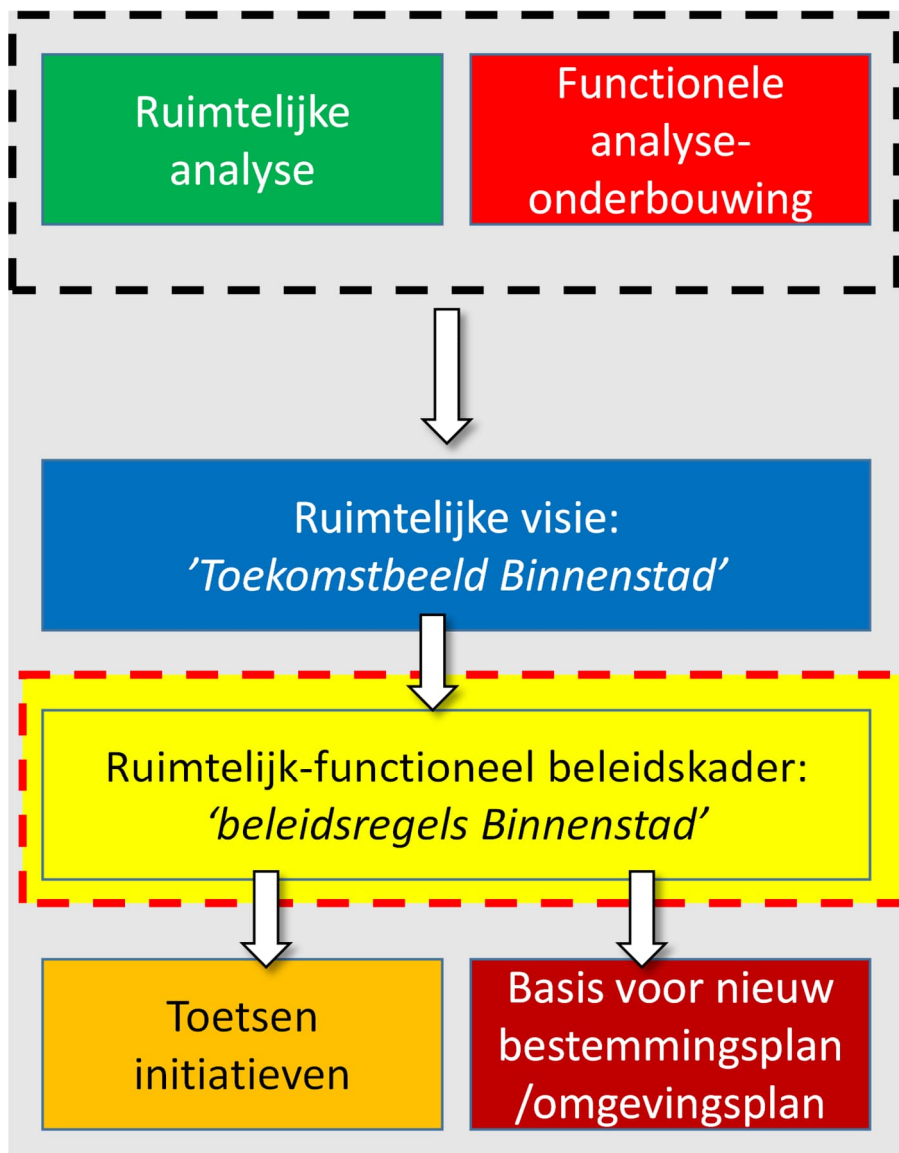 Ruimtelijke
analyse
Functionele
analyse-
onderbouwing
Ruimtelijke visie:
’Toekomstbeeld Binnenstad’
Ruimtelijk-functioneel beleidskader:
‘beleidsregels Binnenstad’
Toetsen
initiatieven
Basis voor nieuw
bestemmingsplan
/omgevingsplan